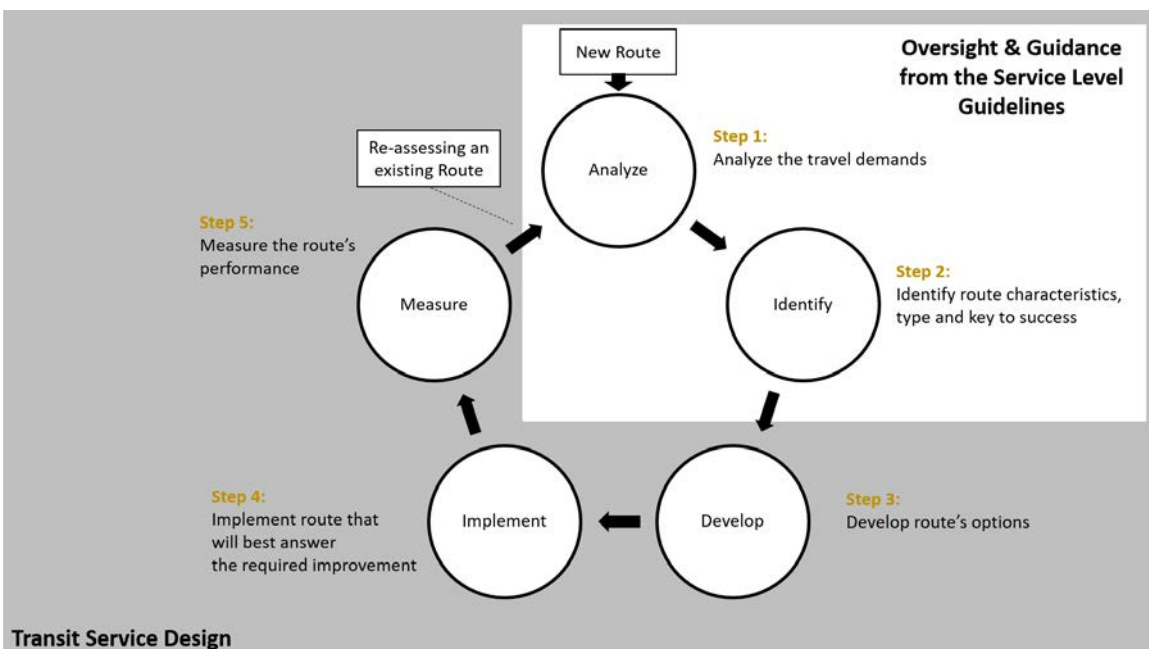 New Route
Oversight & Guidance
from the Service Level
Guidelines
Re-assessing an
existing Route
Analyze
Step 1:
Analyze the travel demands
Step 5:
Measure the route's
performance
Measure
Identify
Step 2:
Identify route characteristics,
type and key to success
Step 4:
Implement route that
will best answer
the required improvement
Implement
Develop
Step 3:
Develop route's options
Transit Service Design